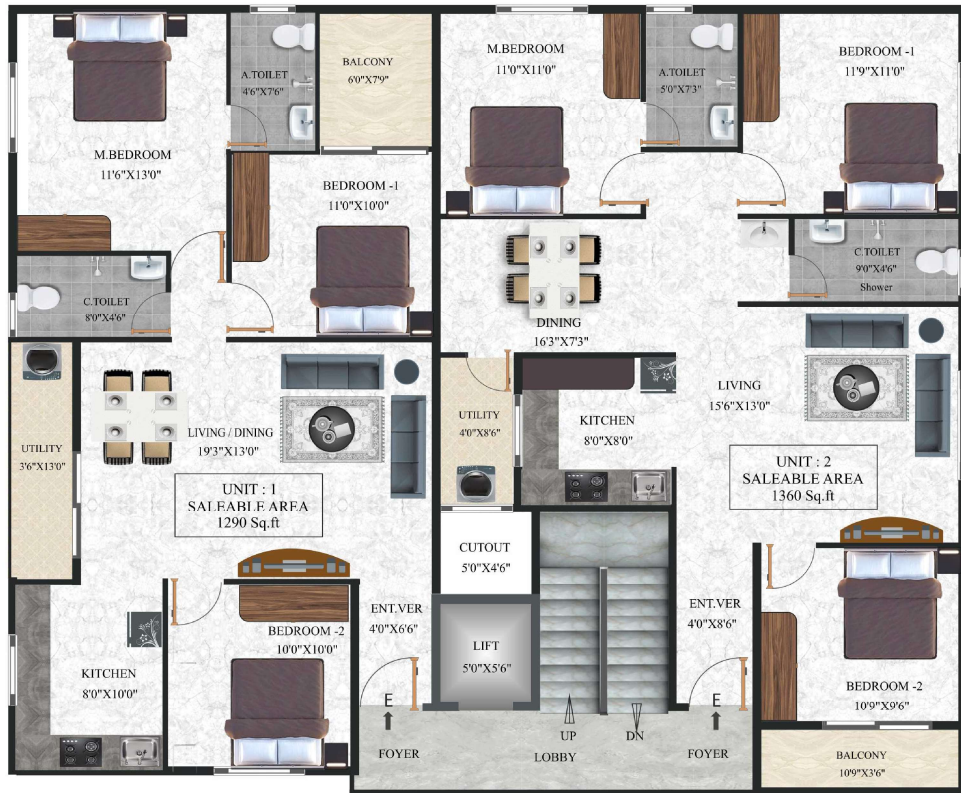 M.BEDROOM
11'6"X13'0"
A.TOILET
4'6"X7'6"
BALCONY
6'0"X7'9"
BEDROOM -1
11'0"X10'0"
C.TOILET
8'0"X4'6"
UTILITY
3'6"X13'0"
LIVING / DINING
19'3"X13'0"
UNIT : 1
SALEABLE AREA
1290 Sq.ft
KITCHEN
8'0"X10'0"
BEDROOM -2
10'0"X10'0"
ENT.VER
4'0"X6'6"
E
FOYER
M.BEDROOM
11'0"X11'0"
A.TOILET
5'0"X7'3"
BEDROOM -1
11'9"X11'0"
C.TOILET
9'0"X4'6"
Shower
DINING
16'3"X7'3"
UTILITY
4'0"X8'6"
KITCHEN
8'0"X8'0"
LIVING
15'6"X13'0"
UNIT : 2
SALEABLE AREA
1360 Sq.ft
CUTOUT
5'0"X4'6"
LIFT
5'0"X5'6"
UP
DN
LOBBY
ENT.VER
4'0"X8'6"
E
FOYER
BEDROOM -2
10'9"X9'6"
BALCONY
10'9"X3'6"